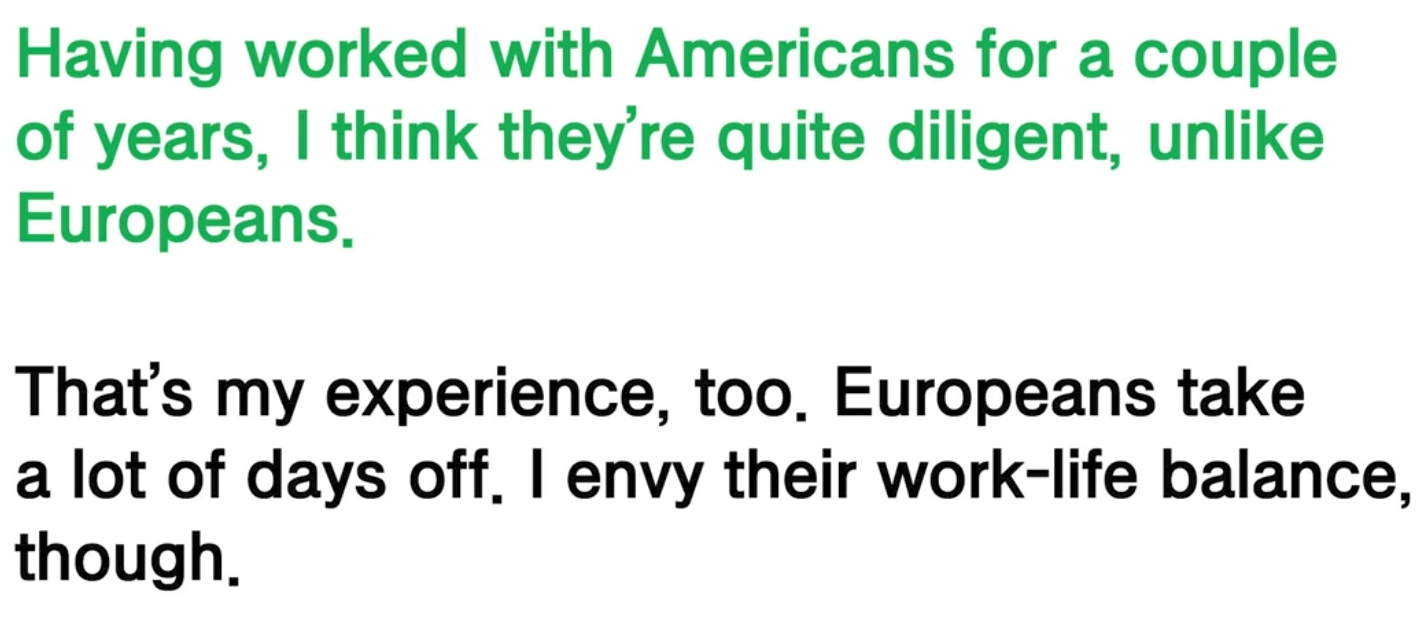 Having worked with Americans for a couple
of years, I think they’re quite diligent, unlike
Europeans.
That’s my experience, too. Europeans take
a lot of days off. I envy their work-life balance,
though.